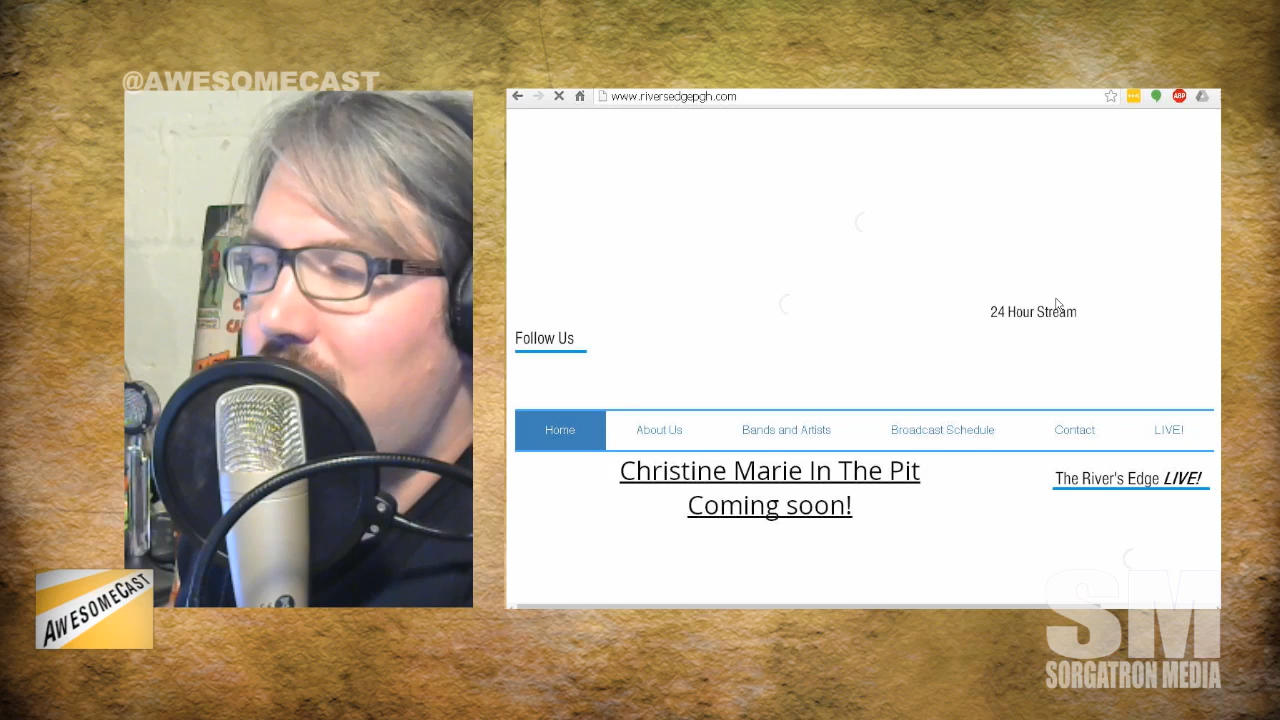 @AWESOMECAST
www.riversedgepgh.com
ABP
24 Hour Stream
Follow Us
Home
About Us
Bands and Artists
Broadcast Schedule
Contact
LIVE!
Christine Marie In The Pit
Coming soon!
The River's Edge LIVE!
AWESOMECAST
SM
SORGATRON MEDIA